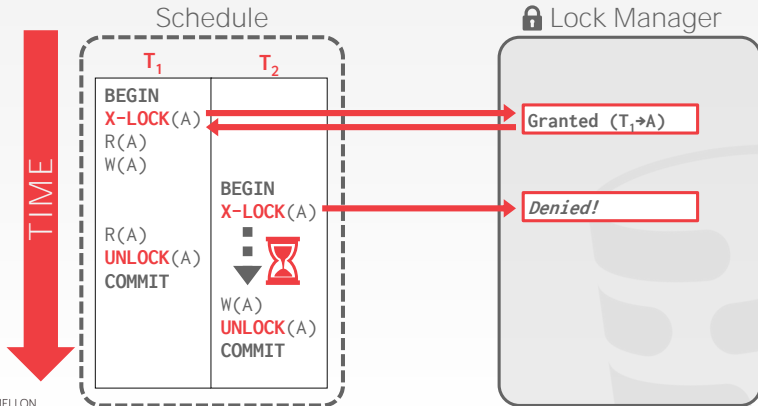 Schedule
Lock Manager
TIME
T1
T2
BEGIN
X-LOCK(A)
R(A)
W(A)
BEGIN
X-LOCK(A)
R(A)
UNLOCK(A)
COMMIT
W(A)
UNLOCK(A)
COMMIT
Granted (T1→A)
Denied!